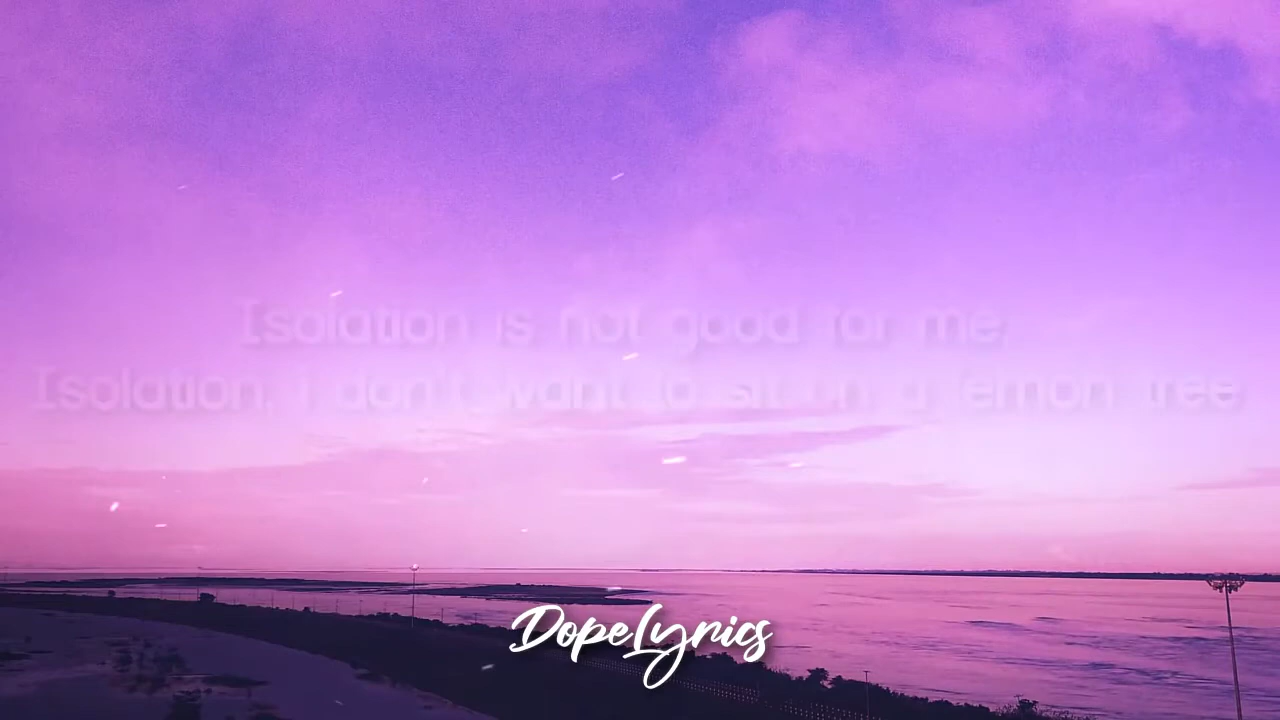 Isolation is not good for me
Isolation, I don't want to sit on a lemon tree
DopeLyrics